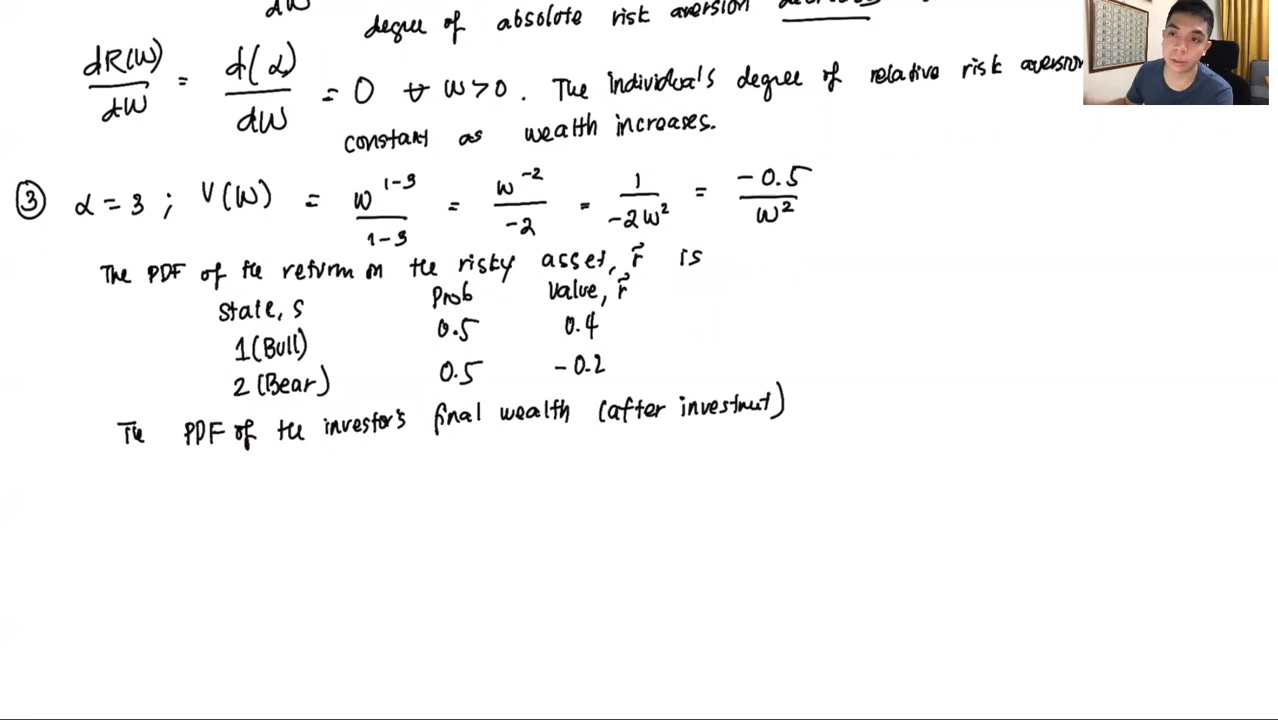 dW
degree of absolute risk aversion
dR(W)/dW = d(α)/dW = 0 ∀ W>0. The individual's degree of relative risk aversion
constant as wealth increases.
③ α = 3 ; V(W) = W^{1-3}/1-3 = W^{-2}/-2 = 1/-2W² = -0.5/W²
The PDF of the return on the risky asset, r̃ is
State, s Prob Value, r̃
1 (Bull) 0.5 0.4
2 (Bear) 0.5 -0.2
The PDF of the investor's final wealth (after investment)